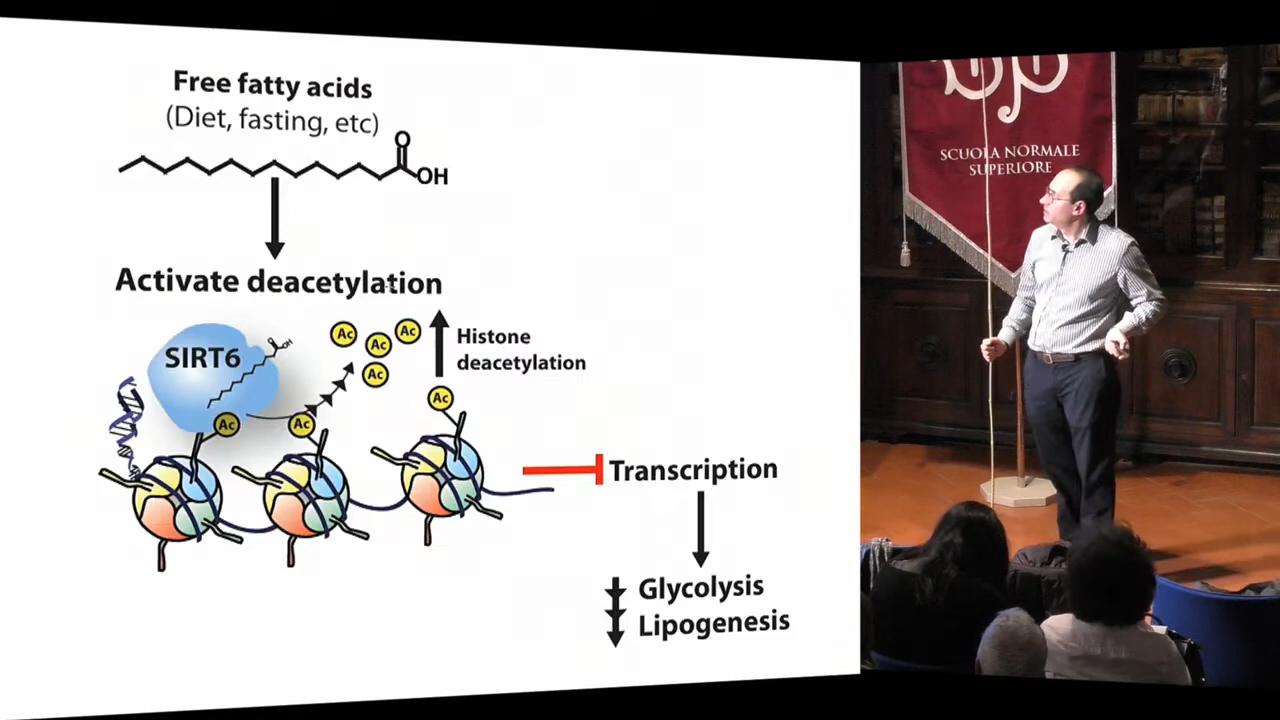 Free fatty acids
(Diet, fasting, etc)
O
OH
Activate deacetylation
SIRT6
Ac
Ac
Ac
Ac
Histone
deacetylation
Ac
Ac
Ac
Transcription
Glycolysis
Lipogenesis
SCUOLA NORMALE
SUPERIORE